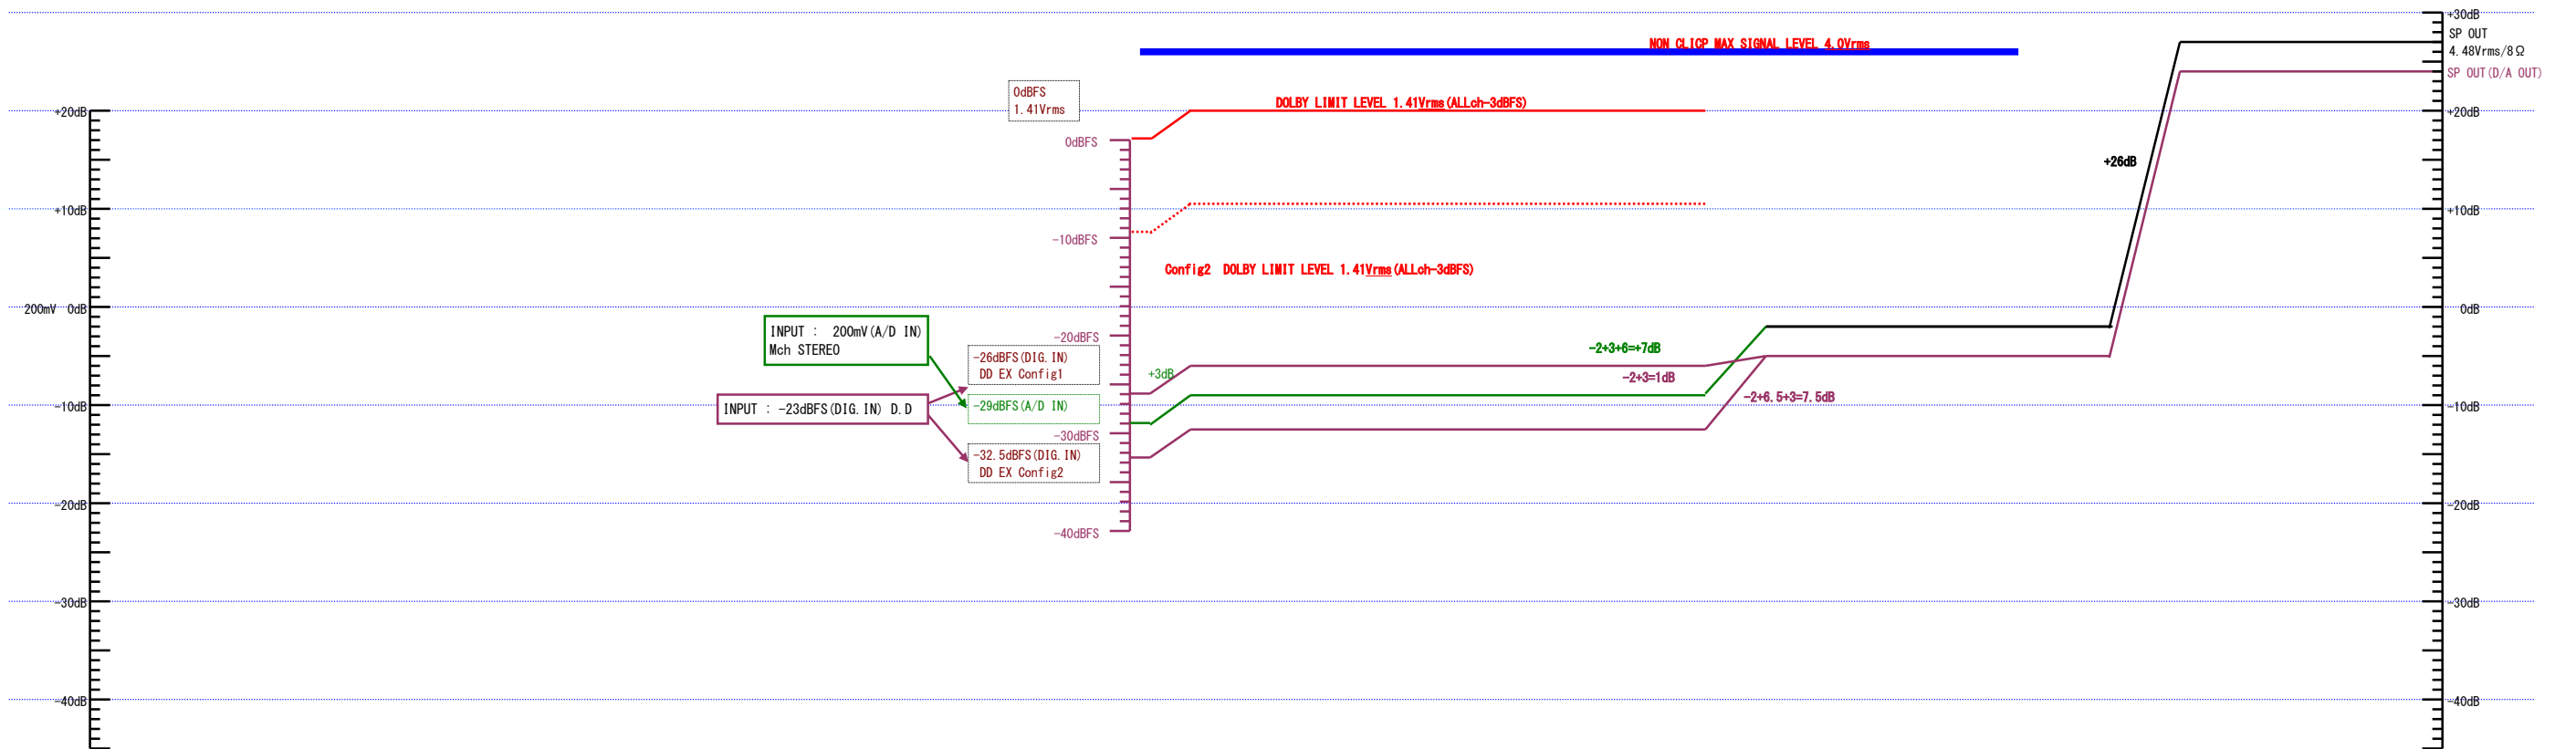 +30dB
SP OUT
4.48Vrms/8Ω
SP OUT(D/A OUT)
NON CLICP MAX SIGNAL LEVEL 4.0Vrms
0dBFS
1.41Vrms
DOLBY LIMIT LEVEL 1.41Vrms(ALLch-3dBFS)
+20dB
+20dB
0dBFS
+26dB
+10dB
+10dB
-10dBFS
Config2  DOLBY LIMIT LEVEL 1.41Vrms(ALLch-3dBFS)
200mV  0dB
0dB
INPUT :  200mV(A/D IN)
Mch STEREO
-20dBFS
-26dBFS(DIG.IN)
DD EX Config1
-2+3+6=+7dB
+3dB
-2+3=1dB
-2+6.5+3=7.5dB
-10dB
INPUT : -23dBFS(DIG.IN) D.D
-29dBFS(A/D IN)
-10dB
-30dBFS
-32.5dBFS(DIG.IN)
DD EX Config2
-20dB
-20dB
-40dBFS
-30dB
-30dB
-40dB
-40dB